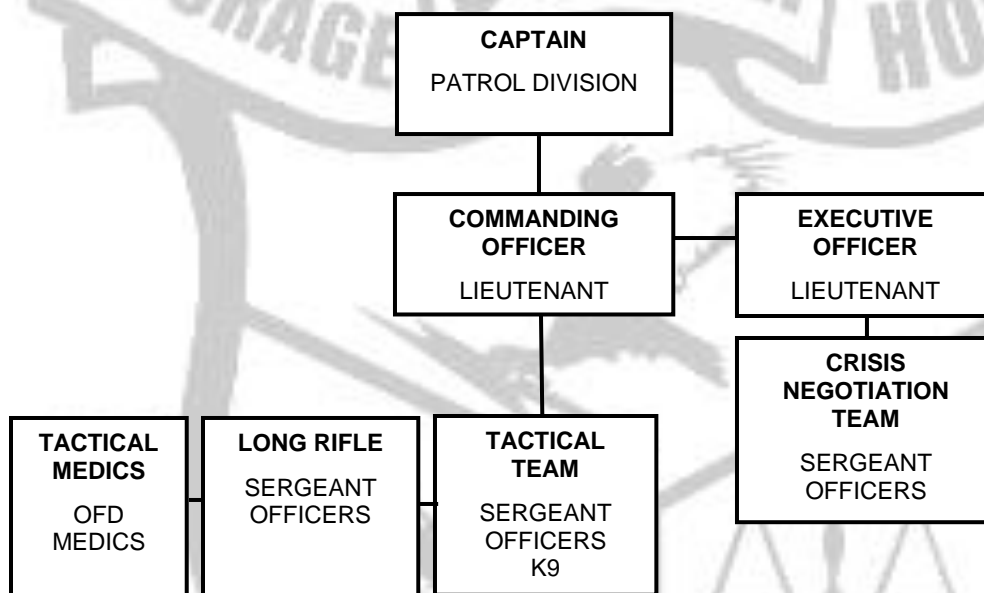 CAPTAIN
PATROL DIVISION
COMMANDING
OFFICER
LIEUTENANT
EXECUTIVE
OFFICER
LIEUTENANT
CRISIS
NEGOTIATION
TEAM
SERGEANT
OFFICERS
TACTICAL
MEDICS
OFD
MEDICS
LONG RIFLE
SERGEANT
OFFICERS
TACTICAL
TEAM
SERGEANT
OFFICERS
K9